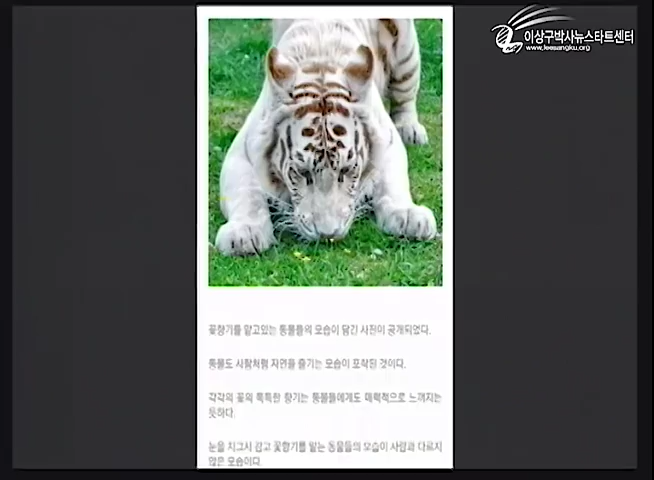 이상구박사뉴스타트센터
www.leesangku.org
꽃향기를 맡고있는 동물들의 모습이 담긴 사진이 공개되었다.
동물도 사람처럼 자연을 즐기는 모습이 포착된 것이다.
각각의 꽃의 독특한 향기는 동물들에게도 매력적으로 느껴지는
듯하다.
눈을 지그시 감고 꽃향기를 맡는 동물들의 모습이 사람과 다르지
않은 모습이다